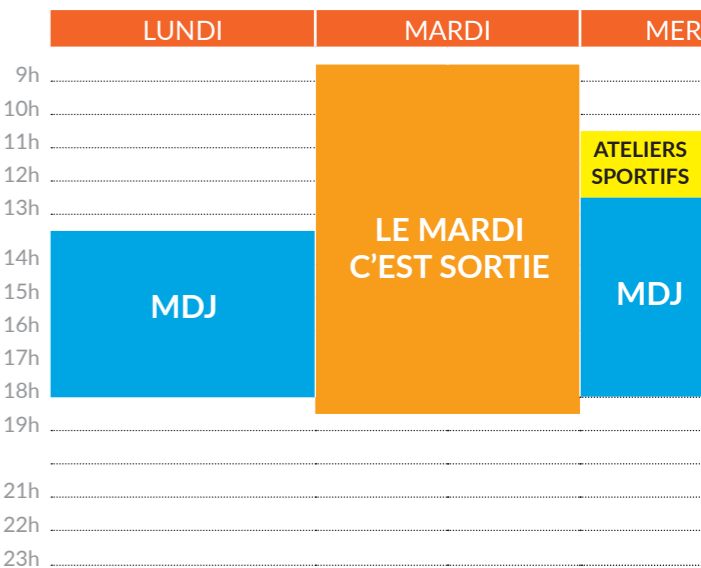 LUNDI MARDI MER
9h
10h
11h
12h
13h
14h
15h
16h
17h
18h
19h
21h
22h
23h
MDJ
LE MARDI
C'EST SORTIE
ATELIERS
SPORTIFS
MDJ